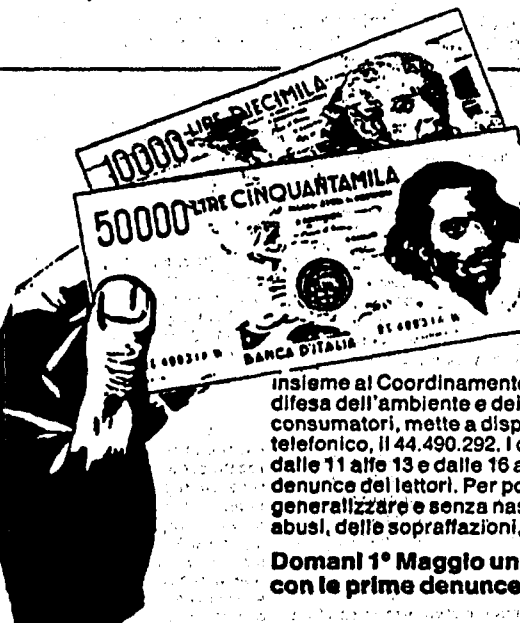 10000 LIRE DIECIMILA
50000 LIRE CINQUANTAMILA
BANCA D'ITALIA
insieme al Coordinamento
difesa dell'ambiente e dei
consumatori, mette a disp
telefonico, il 44.490.292. I
dalle 11 alle 13 e dalle 16 a
denunce dei lettori. Per po
generalizzare e senza nas
abusi, delle sopraffazioni,
Domani 1° Maggio un
con le prime denunce